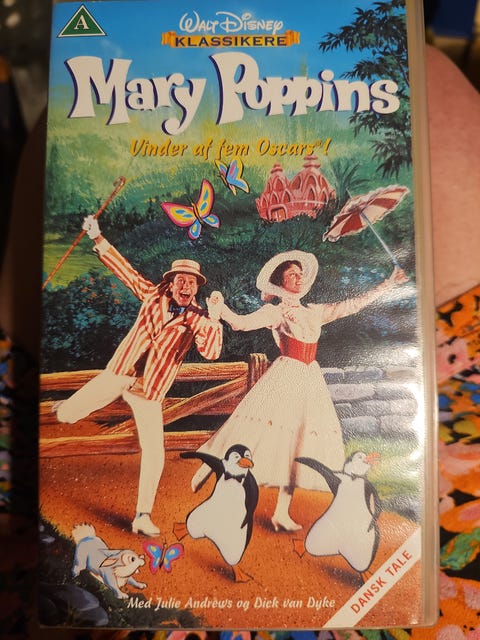 A
WALT DISNEY
KLASSIKERE
Mary Poppins
Vinder af fem Oscars®!
DANSK TALE
Med Julie Andrews og Dick van Dyke